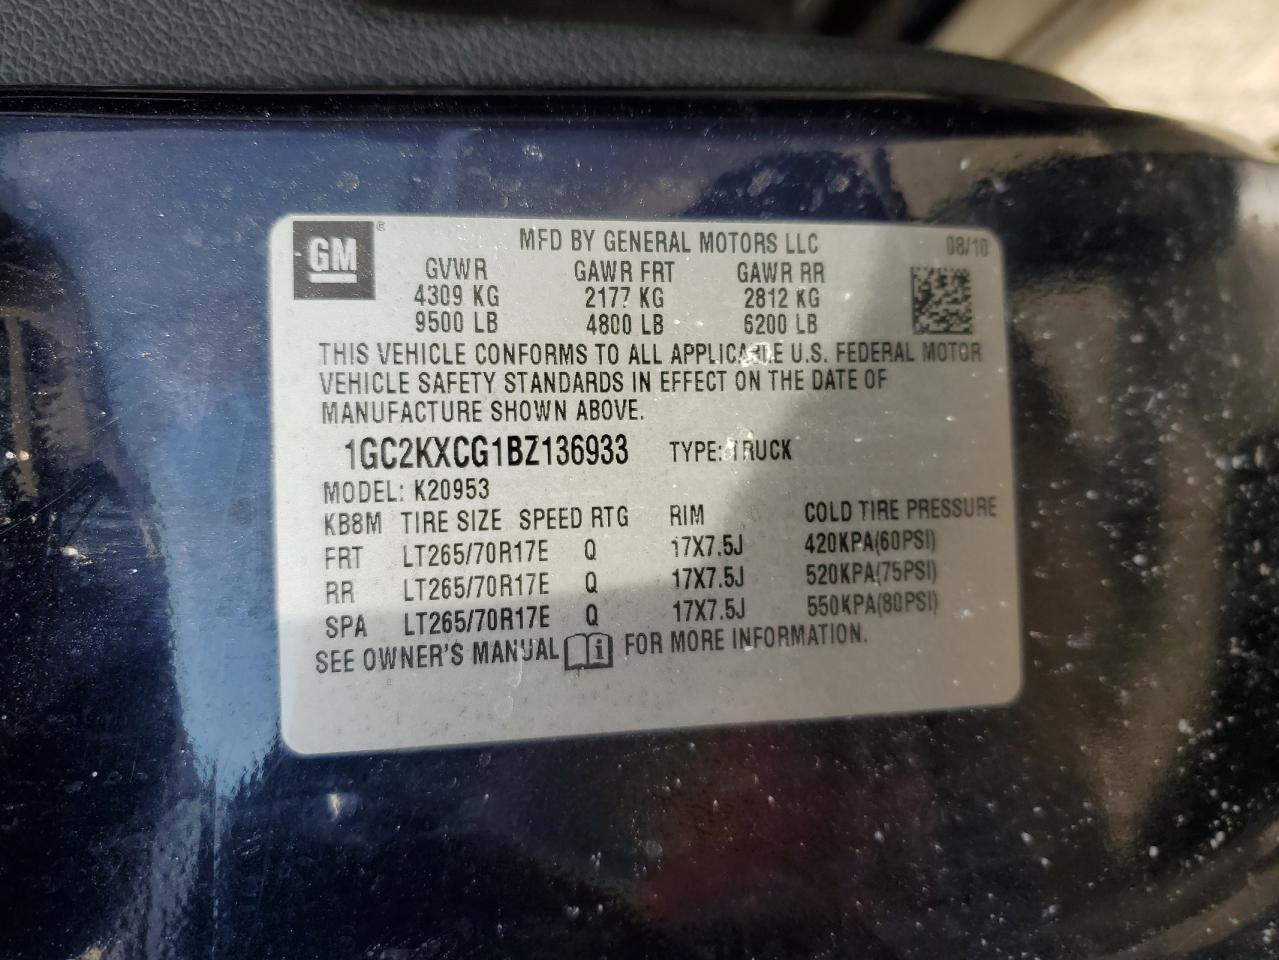 GM ®
MFD BY GENERAL MOTORS LLC 08/10
GVWR GAWR FRT GAWR RR
4309 KG 2177 KG 2812 KG
9500 LB 4800 LB 6200 LB
THIS VEHICLE CONFORMS TO ALL APPLICABLE U.S. FEDERAL MOTOR
VEHICLE SAFETY STANDARDS IN EFFECT ON THE DATE OF
MANUFACTURE SHOWN ABOVE.
1GC2KXCG1BZ136933 TYPE: TRUCK
MODEL: K20953
KB8M TIRE SIZE SPEED RTG RIM COLD TIRE PRESSURE
FRT LT265/70R17E Q 17X7.5J 420KPA(60PSI)
RR LT265/70R17E Q 17X7.5J 520KPA(75PSI)
SPA LT265/70R17E Q 17X7.5J 550KPA(80PSI)
SEE OWNER'S MANUAL i FOR MORE INFORMATION.